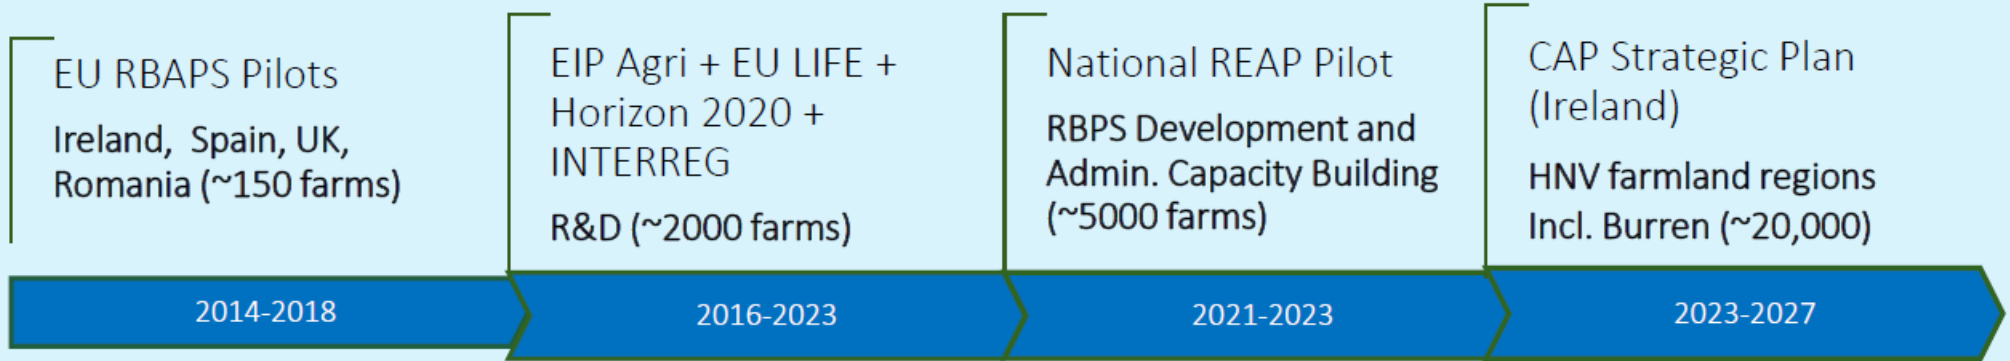 EU RBAPS Pilots
Ireland, Spain, UK,
Romania (~150 farms)
2014-2018
EIP Agri + EU LIFE +
Horizon 2020 +
INTERREG
R&D (~2000 farms)
2016-2023
National REAP Pilot
RBPS Development and
Admin. Capacity Building
(~5000 farms)
2021-2023
CAP Strategic Plan
(Ireland)
HNV farmland regions
Incl. Burren (~20,000)
2023-2027